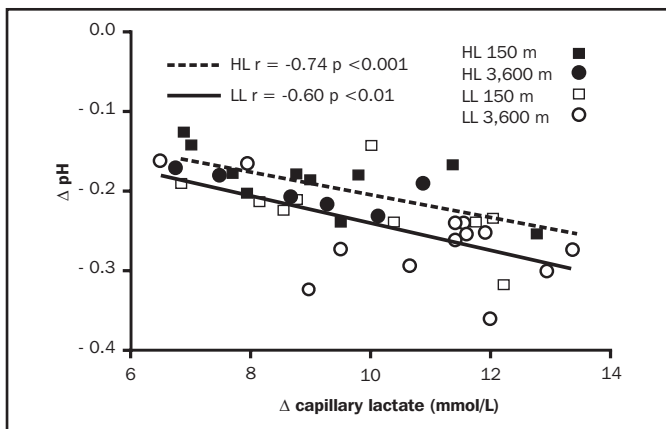 0.0
- 0.1
- 0.2
- 0.3
- 0.4
Δ pH
HL r = -0.74 p <0.001
LL r = -0.60 p <0.01
HL 150 m
HL 3,600 m
LL 150 m
LL 3,600 m
6
8
10
12
14
Δ capillary lactate (mmol/L)